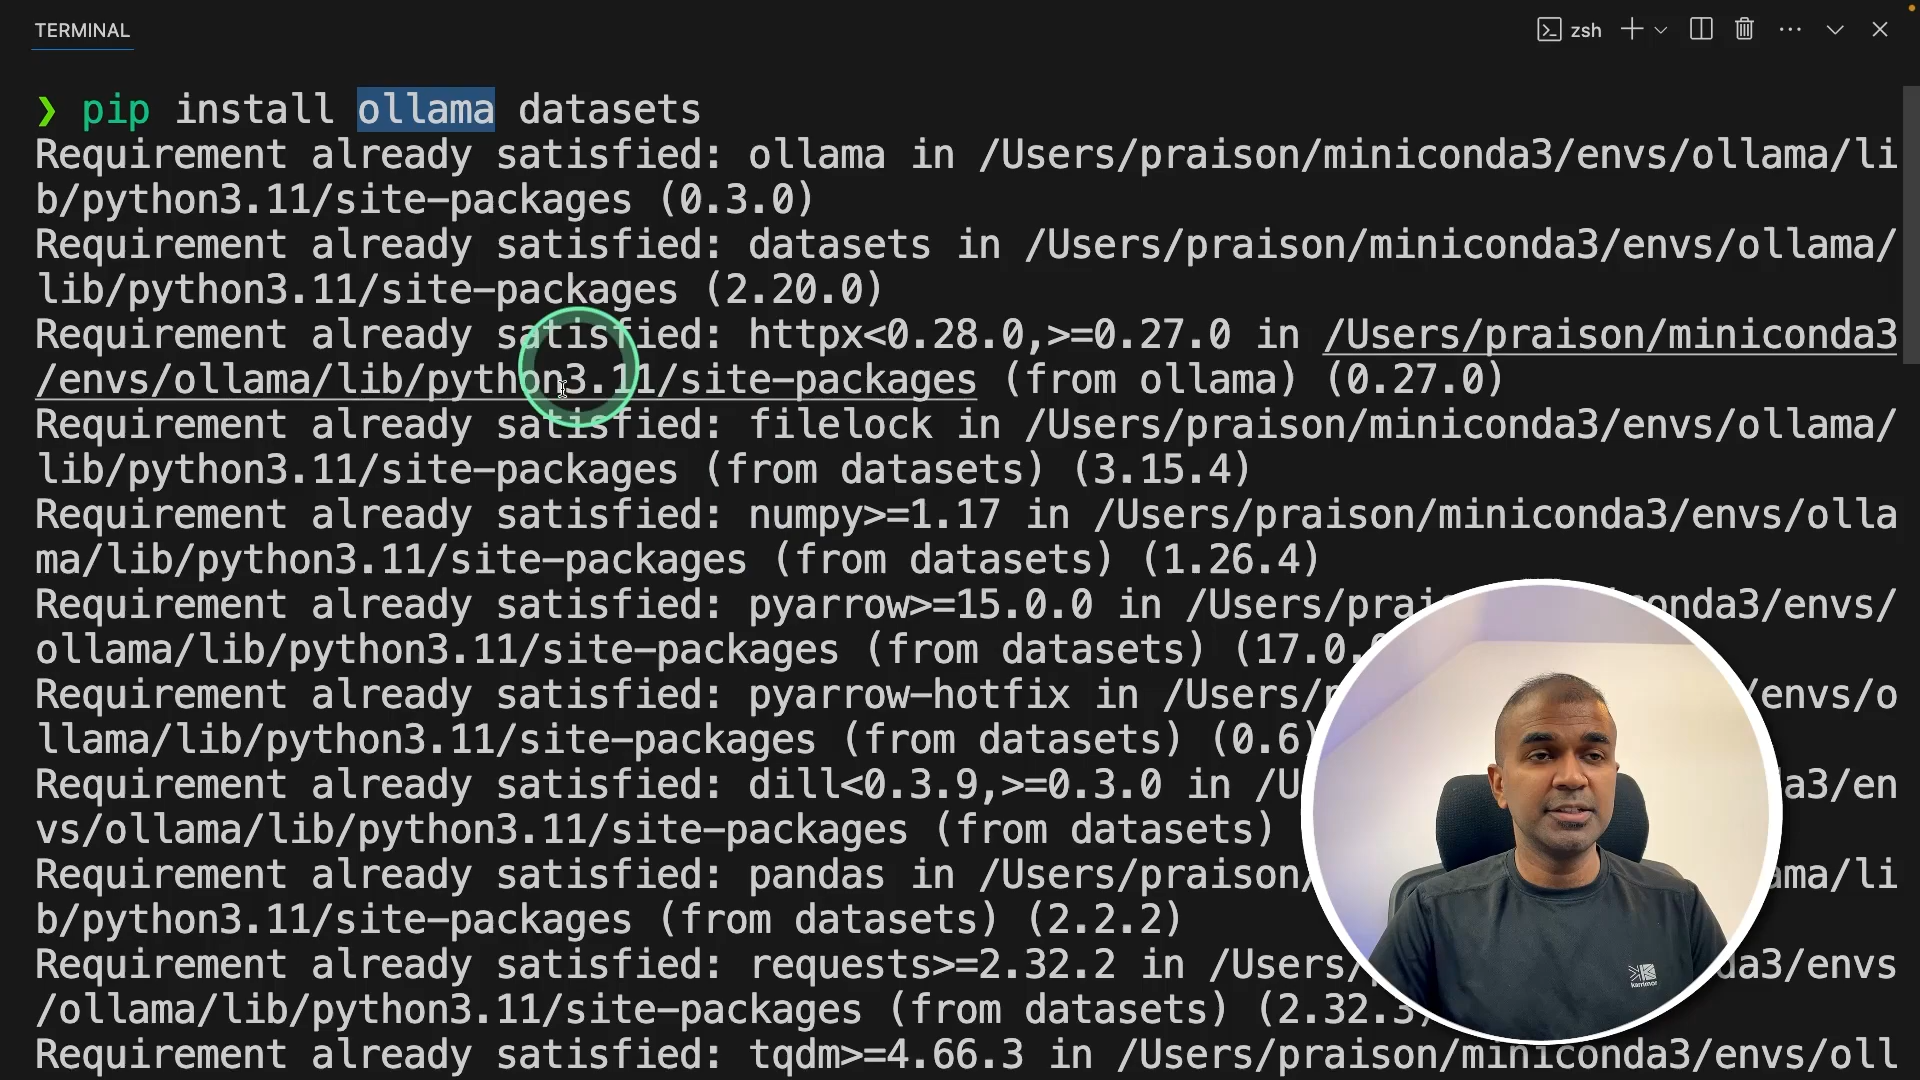 TERMINAL
zsh
❯ pip install ollama datasets
Requirement already satisfied: ollama in /Users/praison/miniconda3/envs/ollama/li
b/python3.11/site-packages (0.3.0)
Requirement already satisfied: datasets in /Users/praison/miniconda3/envs/ollama/
lib/python3.11/site-packages (2.20.0)
Requirement already satisfied: httpx<0.28.0,>=0.27.0 in /Users/praison/miniconda3
/envs/ollama/lib/python3.11/site-packages (from ollama) (0.27.0)
Requirement already satisfied: filelock in /Users/praison/miniconda3/envs/ollama/
lib/python3.11/site-packages (from datasets) (3.15.4)
Requirement already satisfied: numpy>=1.17 in /Users/praison/miniconda3/envs/olla
ma/lib/python3.11/site-packages (from datasets) (1.26.4)
Requirement already satisfied: pyarrow>=15.0.0 in /Users/prai onda3/envs/
ollama/lib/python3.11/site-packages (from datasets) (17.0.
Requirement already satisfied: pyarrow-hotfix in /Users/ /envs/o
llama/lib/python3.11/site-packages (from datasets) (0.6)
Requirement already satisfied: dill<0.3.9,>=0.3.0 in /U a3/en
vs/ollama/lib/python3.11/site-packages (from datasets)
Requirement already satisfied: pandas in /Users/praison/ ama/li
b/python3.11/site-packages (from datasets) (2.2.2)
Requirement already satisfied: requests>=2.32.2 in /Users/ da3/envs
/ollama/lib/python3.11/site-packages (from datasets) (2.32.3)
Requirement already satisfied: tqdm>=4.66.3 in /Users/praison/miniconda3/envs/oll
karrimor